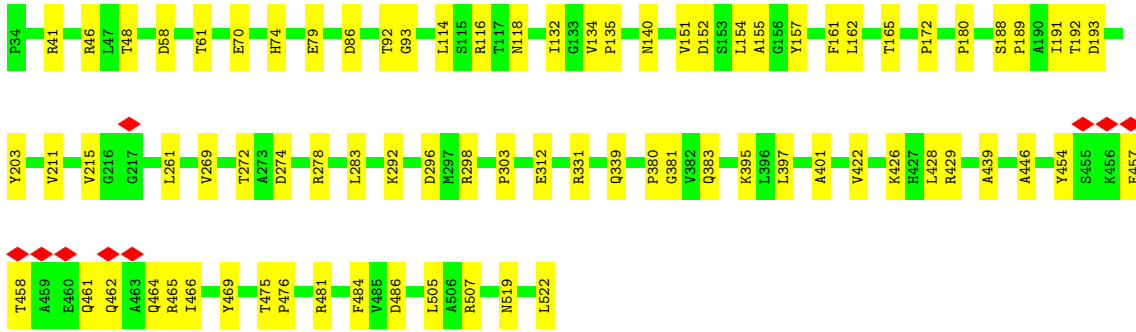 P34 R41 R46 L47 T48 D58 T61 E70 H74 E79 D86 T92 G93 L114 S115 R116 T117 N118 I132 G133 V134 P135 N140 V151 D152 S153 L154 A155 G156 Y157 F161 L162 T165 P172 P180 S188 P189 A190 I191 T192 D193
Y203 V211 V215 G216 G217 L261 V269 T272 A273 D274 R278 L283 K292 D296 M297 R298 P303 E312 R331 Q339 P380 G381 V382 Q383 K395 L396 L397 A401 V422 K426 H427 L428 R429 A439 A446 Y454 S455 K456 E457
T458 A459 E460 Q461 Q462 A463 Q464 R465 I466 Y469 T475 P476 R481 F484 V485 D486 L505 A506 R507 N519 L522